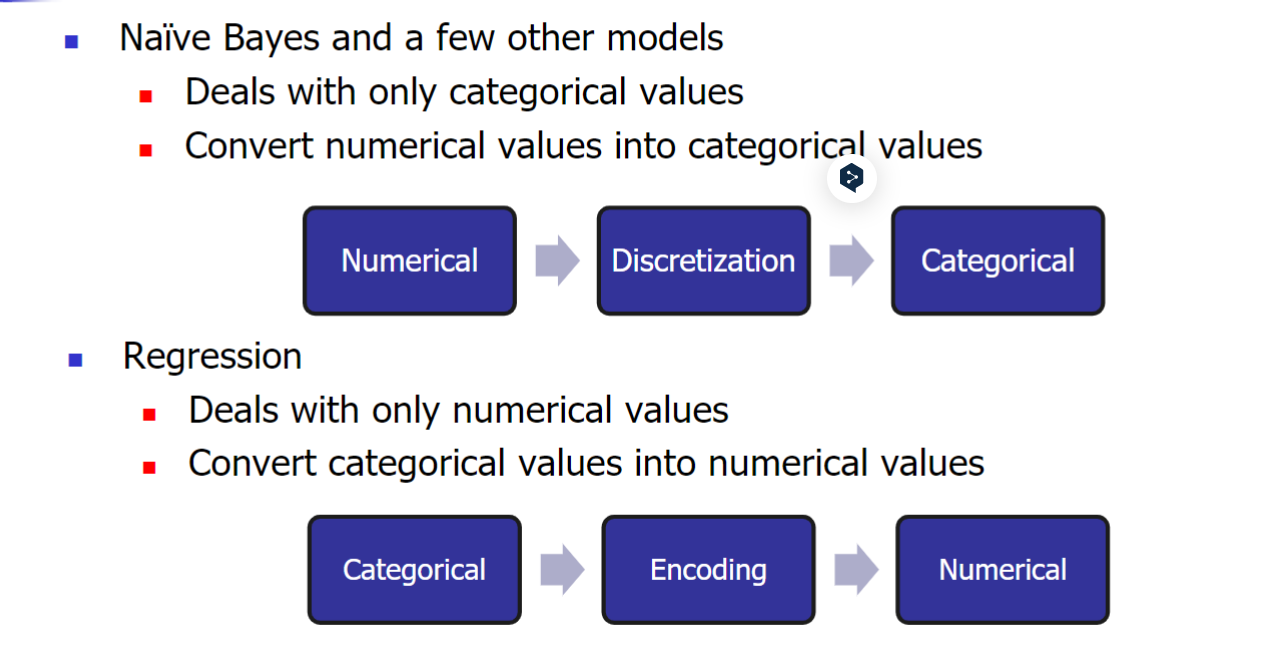 Naïve Bayes and a few other models
Deals with only categorical values
Convert numerical values into categorical values
Numerical
Discretization
Categorical
Regression
Deals with only numerical values
Convert categorical values into numerical values
Categorical
Encoding
Numerical